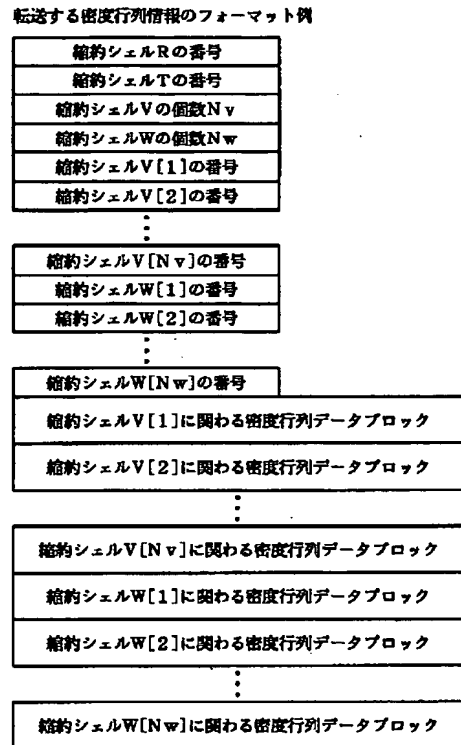 転送する密度行列情報のフォーマット例
縮約シェルRの番号
縮約シェルTの番号
縮約シェルVの個数Nv
縮約シェルWの個数Nw
縮約シェルV[1]の番号
縮約シェルV[2]の番号
縮約シェルV[Nv]の番号
縮約シェルW[1]の番号
縮約シェルW[2]の番号
縮約シェルW[Nw]の番号
縮約シェルV[1]に関わる密度行列データブロック
縮約シェルV[2]に関わる密度行列データブロック
縮約シェルV[Nv]に関わる密度行列データブロック
縮約シェルW[1]に関わる密度行列データブロック
縮約シェルW[2]に関わる密度行列データブロック
縮約シェルW[Nw]に関わる密度行列データブロック